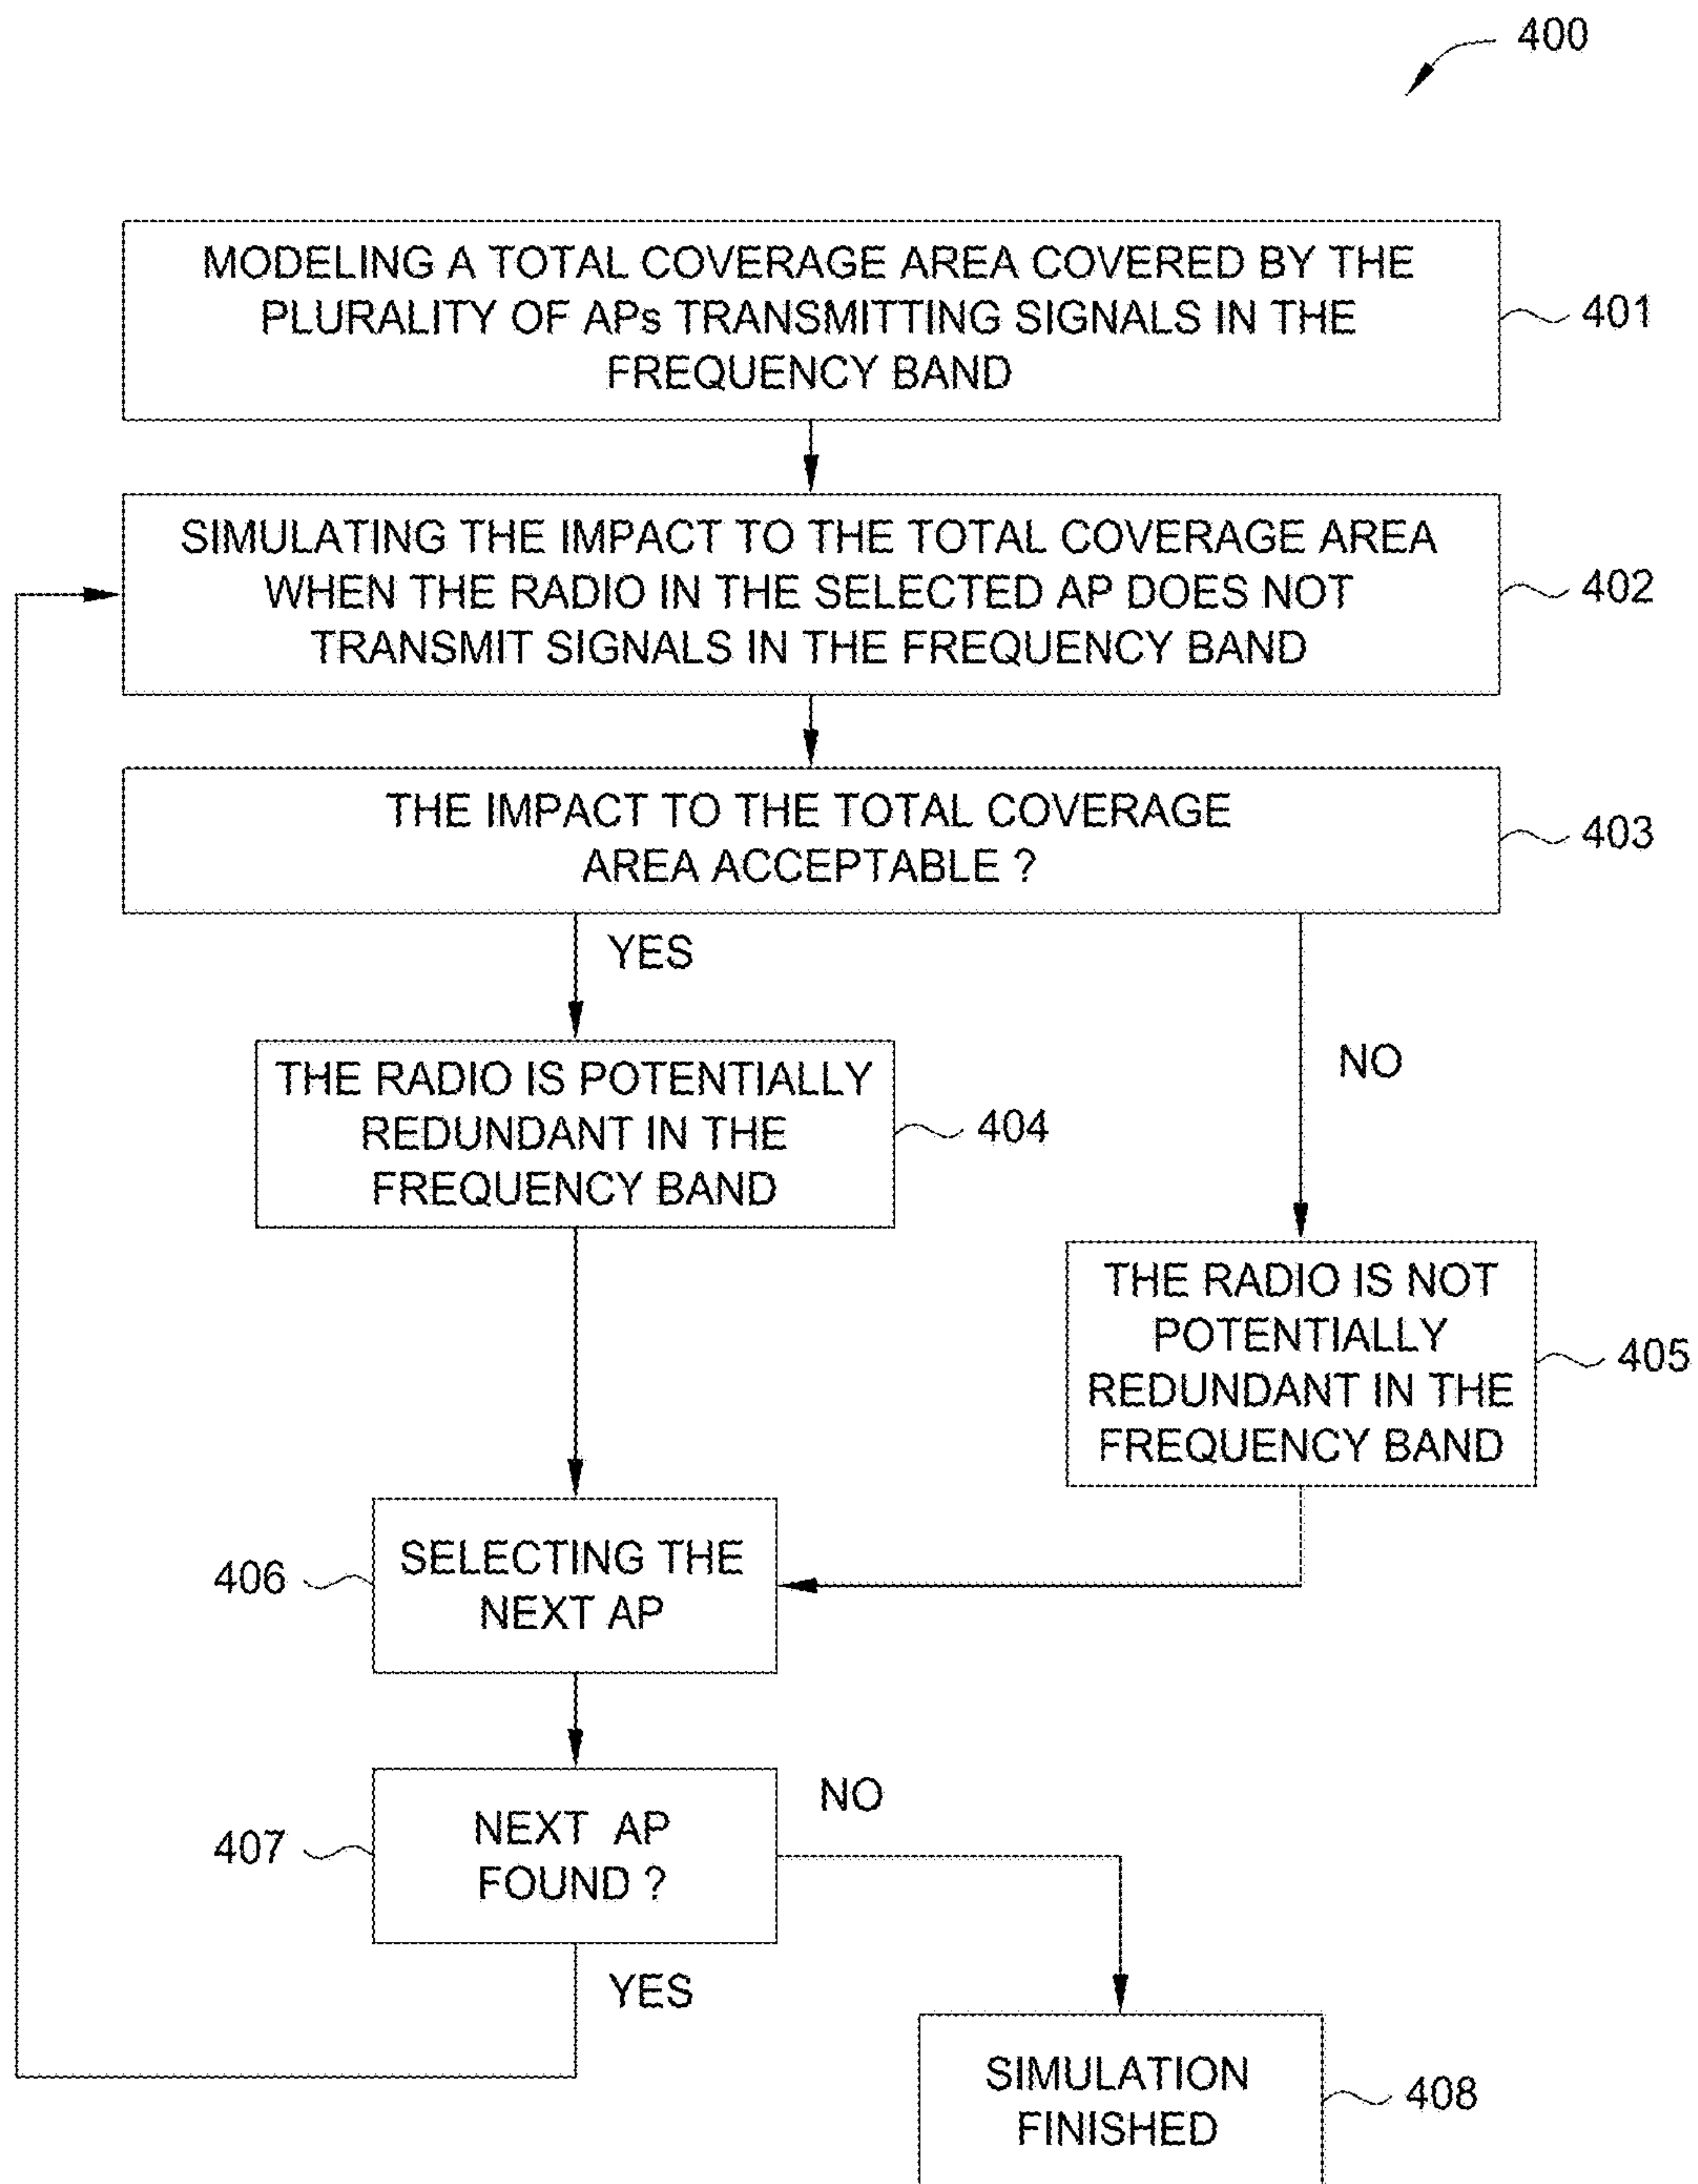 400
MODELING A TOTAL COVERAGE AREA COVERED BY THE
PLURALITY OF APs TRANSMITTING SIGNALS IN THE
FREQUENCY BAND
401
SIMULATING THE IMPACT TO THE TOTAL COVERAGE AREA
WHEN THE RADIO IN THE SELECTED AP DOES NOT
TRANSMIT SIGNALS IN THE FREQUENCY BAND
402
THE IMPACT TO THE TOTAL COVERAGE
AREA ACCEPTABLE ?
403
YES
NO
THE RADIO IS POTENTIALLY
REDUNDANT IN THE
FREQUENCY BAND
404
THE RADIO IS NOT
POTENTIALLY
REDUNDANT IN THE
FREQUENCY BAND
405
SELECTING THE
NEXT AP
406
NEXT AP
FOUND ?
407
NO
YES
SIMULATION
FINISHED
408